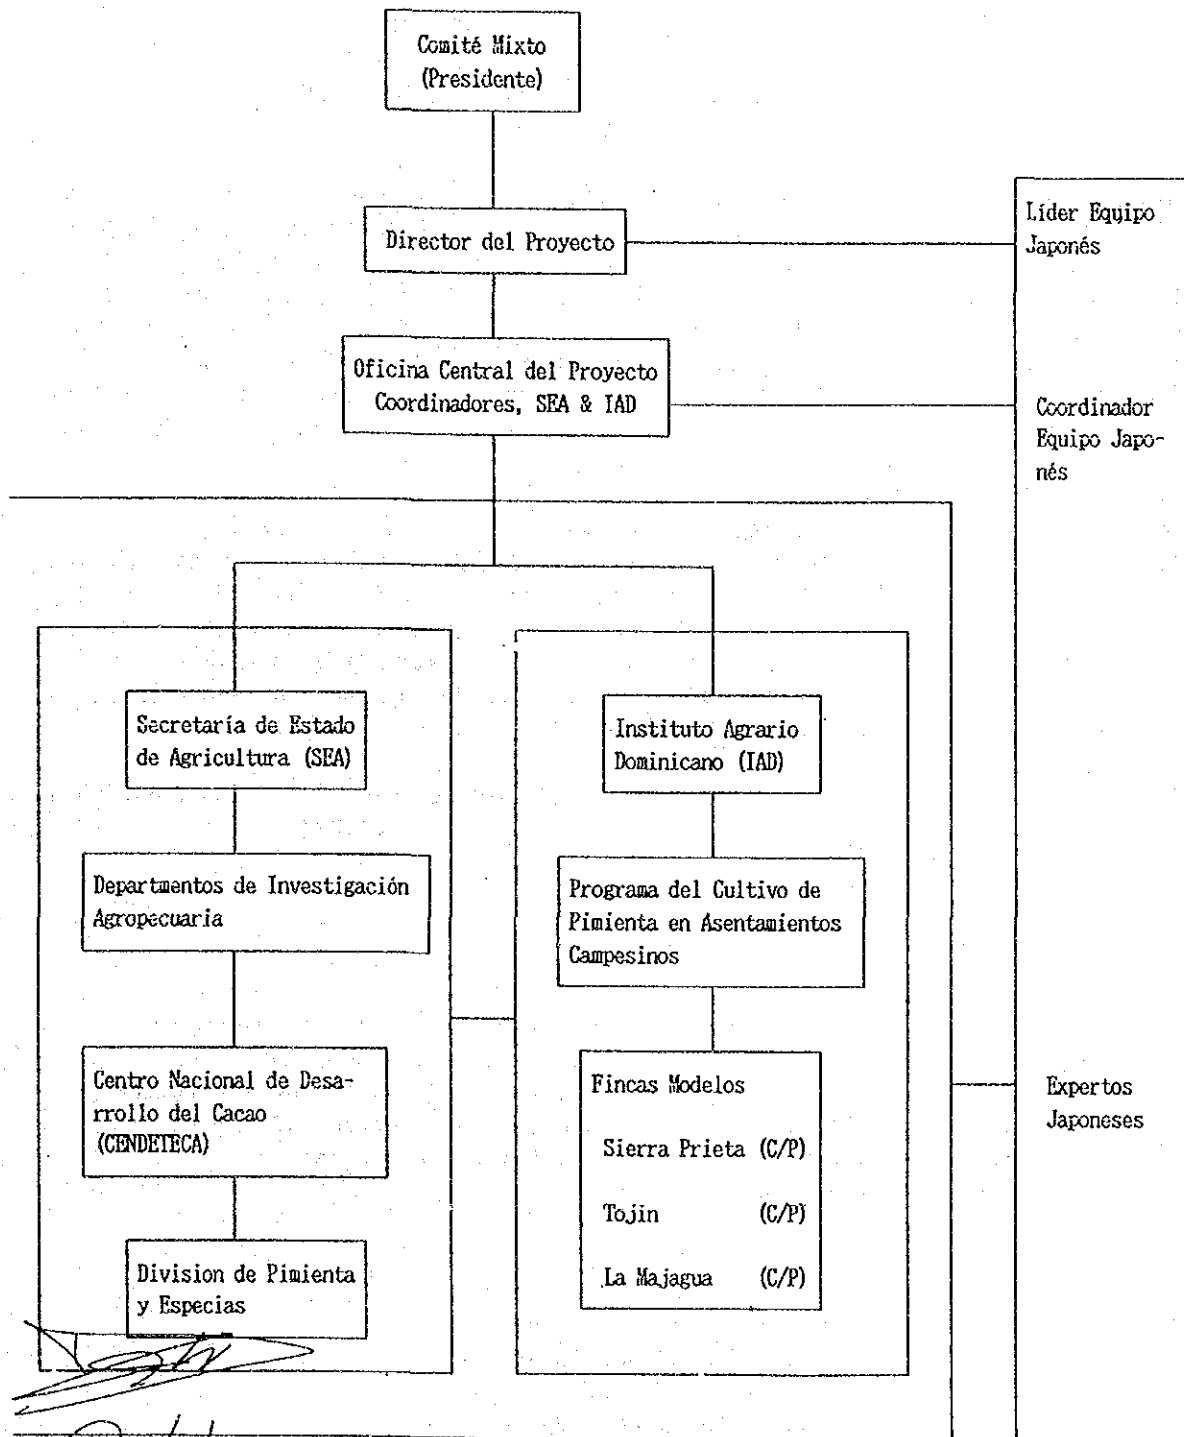 Comité Mixto
(Presidente)
Director del Proyecto
Líder Equipo
Japonés
Oficina Central del Proyecto
Coordinadores, SEA & IAD
Coordinador
Equipo Japo-
nés
Secretaría de Estado
de Agricultura (SEA)
Departmentos de Investigación
Agropecuaria
Centro Nacional de Desa-
rrollo del Cacao
(CENDETECA)
Division de Pimienta
y Especias
Instituto Agrario
Dominicano (IAD)
Programa del Cultivo de
Pimienta en Asentamientos
Campesinos
Fincas Modelos
Sierra Prieta (C/P)
Tojin (C/P)
La Majagua (C/P)
Expertos
Japoneses